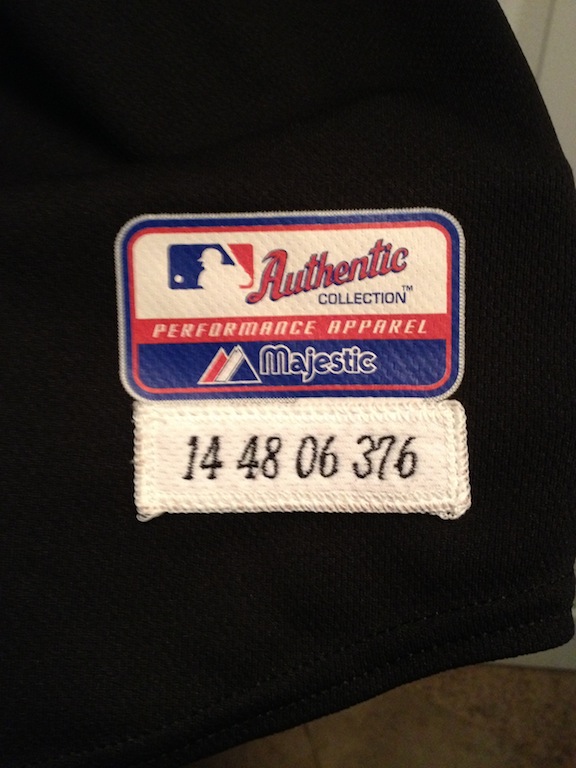 Authentic
COLLECTION™
PERFORMANCE APPAREL
Majestic
14 48 06 376